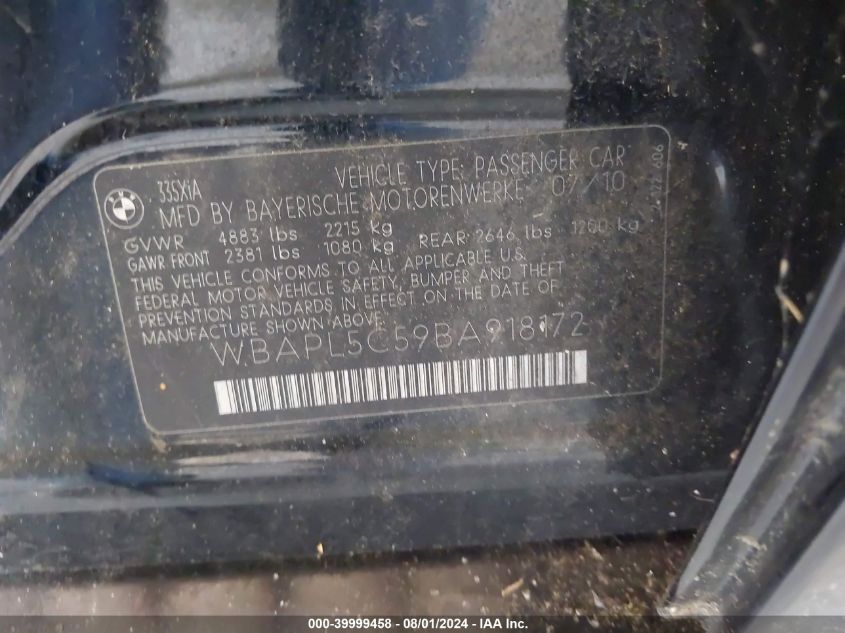 BMW
335XiA
VEHICLE TYPE: PASSENGER CAR
MFD BY BAYERISCHE MOTORENWERKE 07/10
GVWR 4883 lbs 2215 kg
GAWR FRONT 2381 lbs 1080 kg REAR 2646 lbs 1200 kg
THIS VEHICLE CONFORMS TO ALL APPLICABLE U.S.
FEDERAL MOTOR VEHICLE SAFETY, BUMPER AND THEFT
PREVENTION STANDARDS IN EFFECT ON THE DATE OF
MANUFACTURE SHOWN ABOVE.
WBAPL5C59BA918172
000-39999458 - 08/01/2024 - IAA Inc.